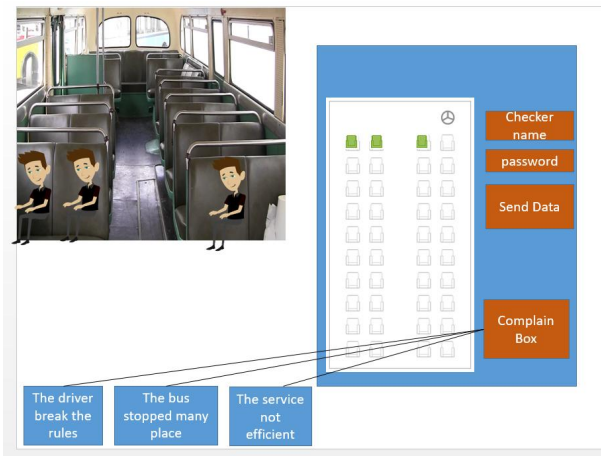 Checker
name
password
Send Data
Complain
Box
The driver
break the
rules
The bus
stopped many
place
The service
not
efficient